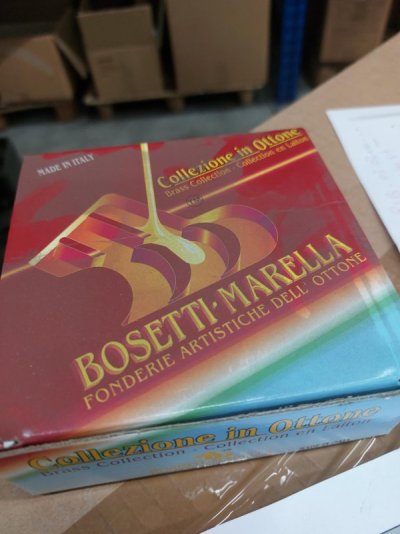 MADE IN ITALY
Collezione in Ottone
Brass Collection - Collection en Laiton
BOSETTI·MARELLA
FONDERIE ARTISTICHE DELL' OTTONE
Collezione in Ottone
Brass Collection - Collection en Laiton